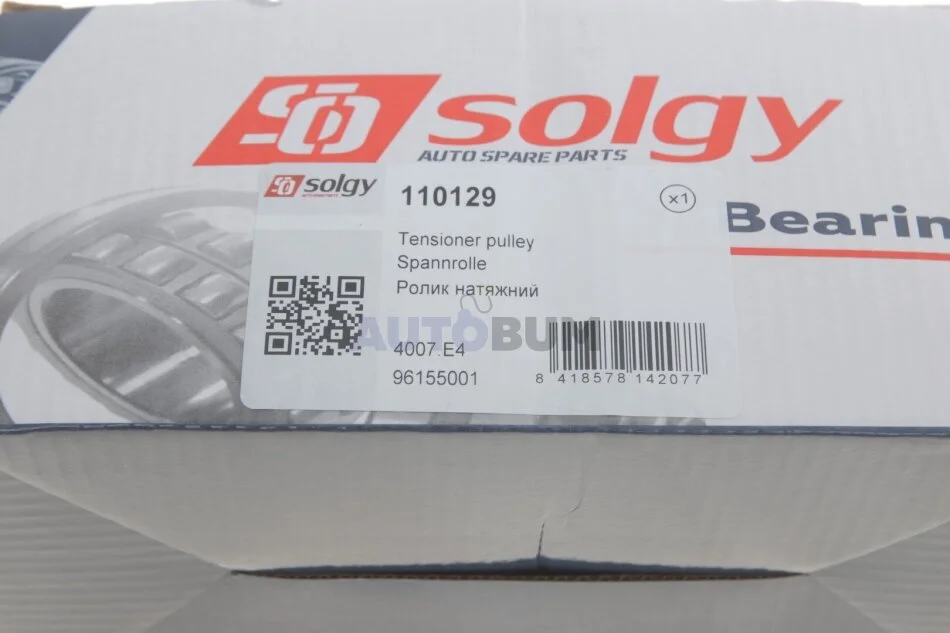 solgy
AUTO SPARE PARTS
solgy
110129
x1
Bearin
Tensioner pulley
Spannrolle
Ролик натяжний
AUTOBUM
4007.E4
96155001
8 418578 142077